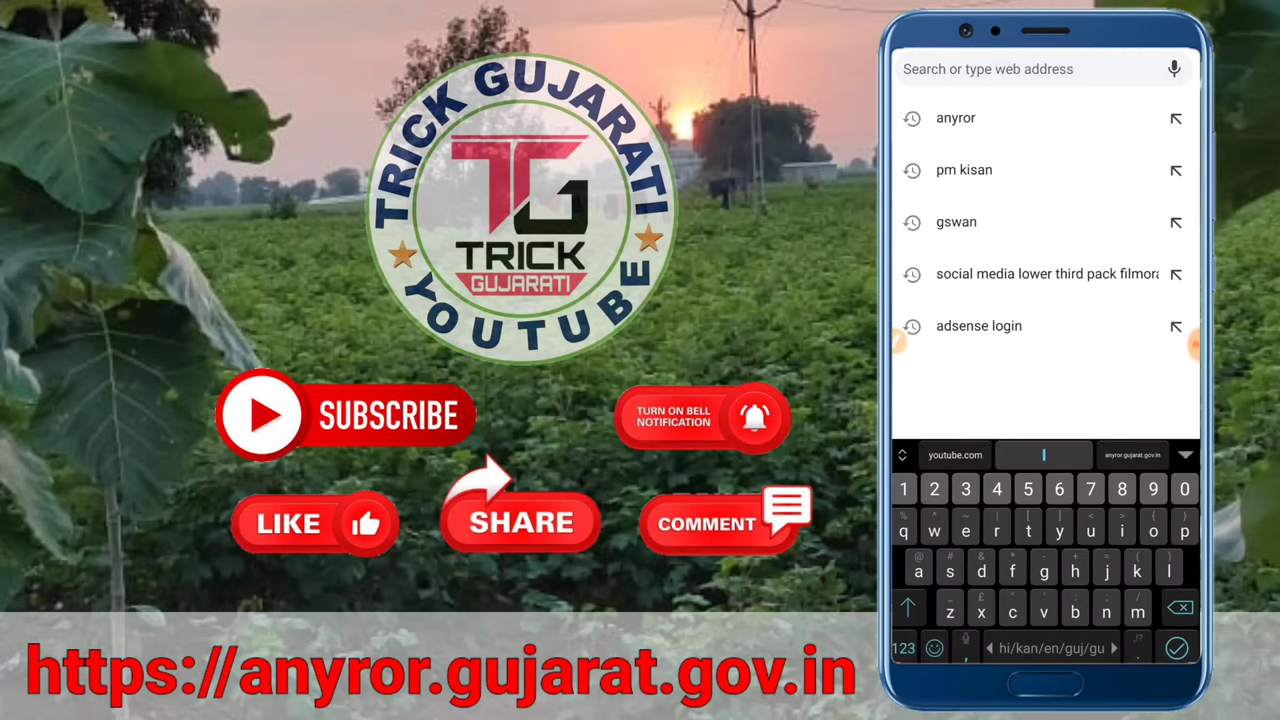 TRICK GUJARATI
TG
TRICK
GUJARATI
YOUTUBE
SUBSCRIBE
TURN ON BELL
NOTIFICATION
LIKE
SHARE
COMMENT
https://anyror.gujarat.gov.in
Search or type web address
anyror
pm kisan
gswan
social media lower third pack filmora
adsense login
youtube.com
anyror.gujarat.gov.in
1 2 3 4 5 6 7 8 9 0
q w e r t y u i o p
a s d f g h j k l
z x c v b n m
123 , hi/kan/en/guj/gu .